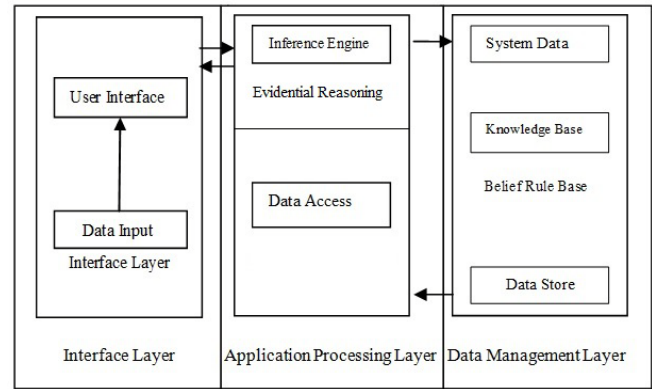 User Interface
Data Input
Interface Layer
Interface Layer
Inference Engine
Evidential Reasoning
Data Access
Application Processing Layer
System Data
Knowledge Base
Belief Rule Base
Data Store
Data Management Layer